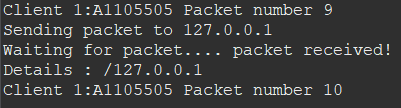 Client 1:A1105505 Packet number 9
Sending packet to 127.0.0.1
Waiting for packet.... packet received!
Details : /127.0.0.1
Client 1:A1105505 Packet number 10